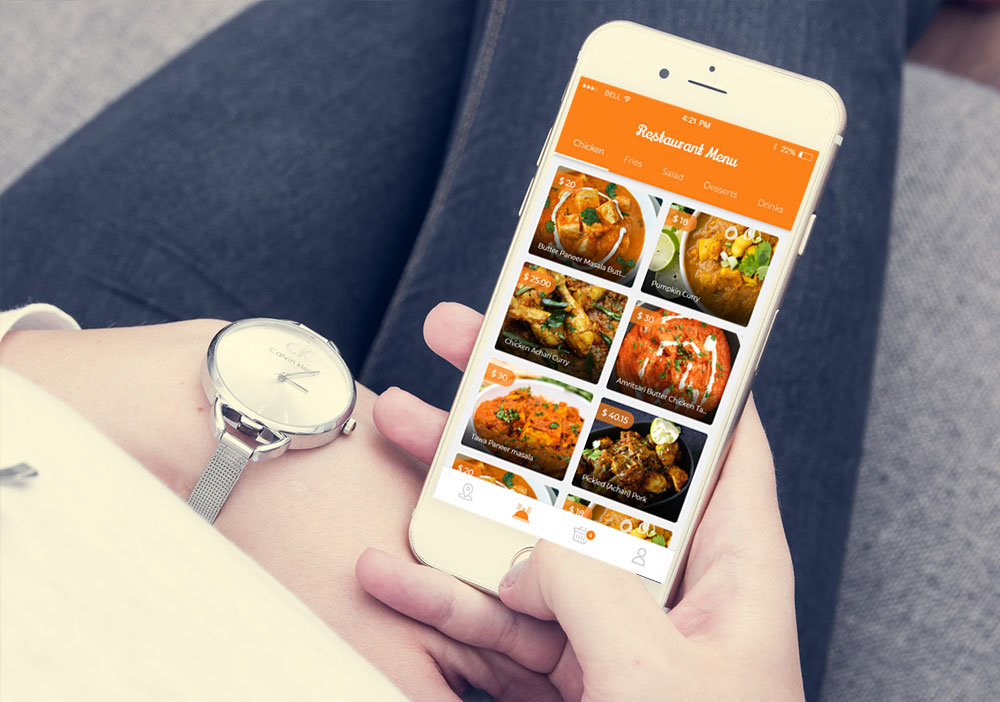 BELL
4:21 PM
22%
Restaurant Menu
Chicken Fries Salad Desserts Drinks
$ 20
Butter Paneer Masala Butt...
$ 18
Pumpkin Curry
$ 25.00
Chicken Achari Curry
$ 30
Amritsari Butter Chicken Ta...
$ 30
Tawa Paneer masala
$ 40.15
Pickled (Achari) Pork
$ 20
$ 18
ck
Calvin Klein